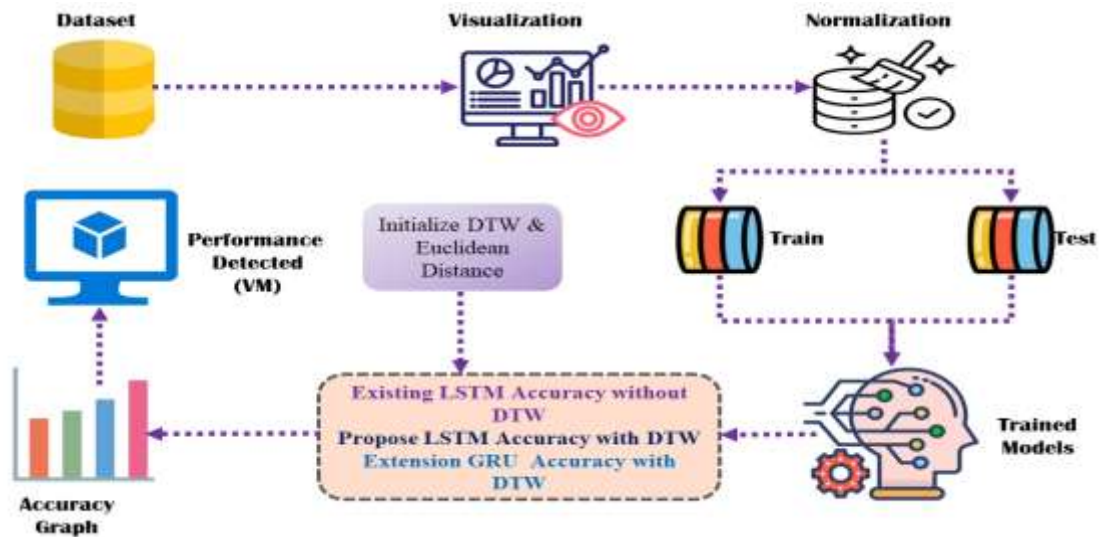 Dataset
Visualization
Normalization
Performance
Detected
(VM)
Initialize DTW &
Euclidean
Distance
Train
Test
Existing LSTM Accuracy without
DTW
Propose LSTM Accuracy with DTW
Extension GRU Accuracy with
DTW
Trained
Models
Accuracy
Graph